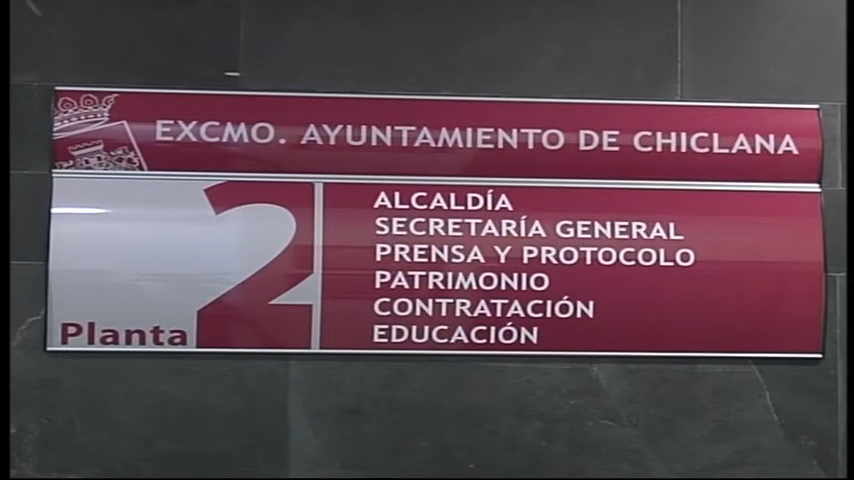 EXCMO. AYUNTAMIENTO DE CHICLANA
2
Planta
ALCALDÍA
SECRETARÍA GENERAL
PRENSA Y PROTOCOLO
PATRIMONIO
CONTRATACIÓN
EDUCACIÓN